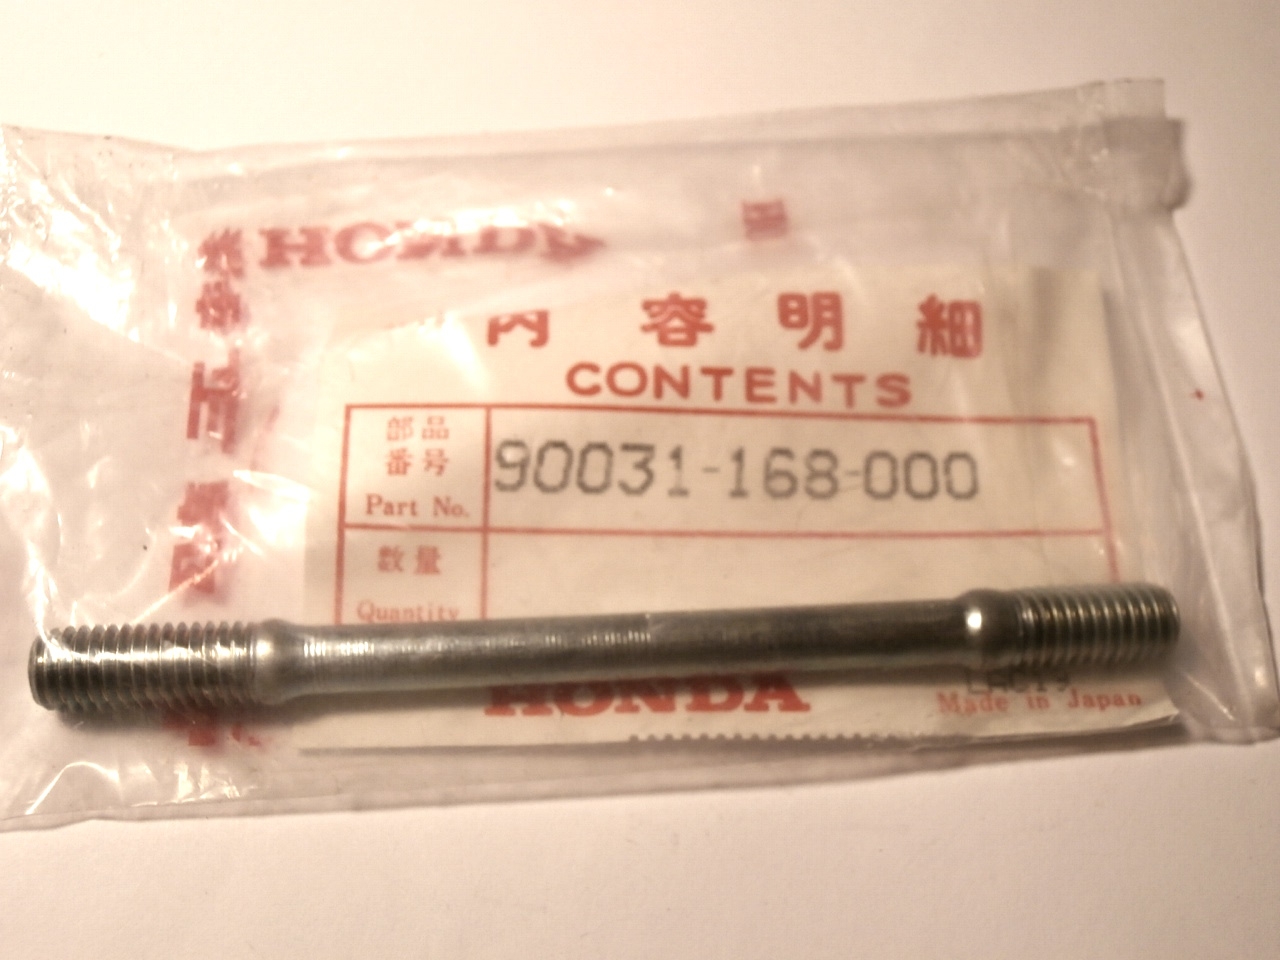 HONDA
内容明細
CONTENTS
部品
番号
Part No.
90031-168-000
数量
Quantity
HONDA
Made in Japan